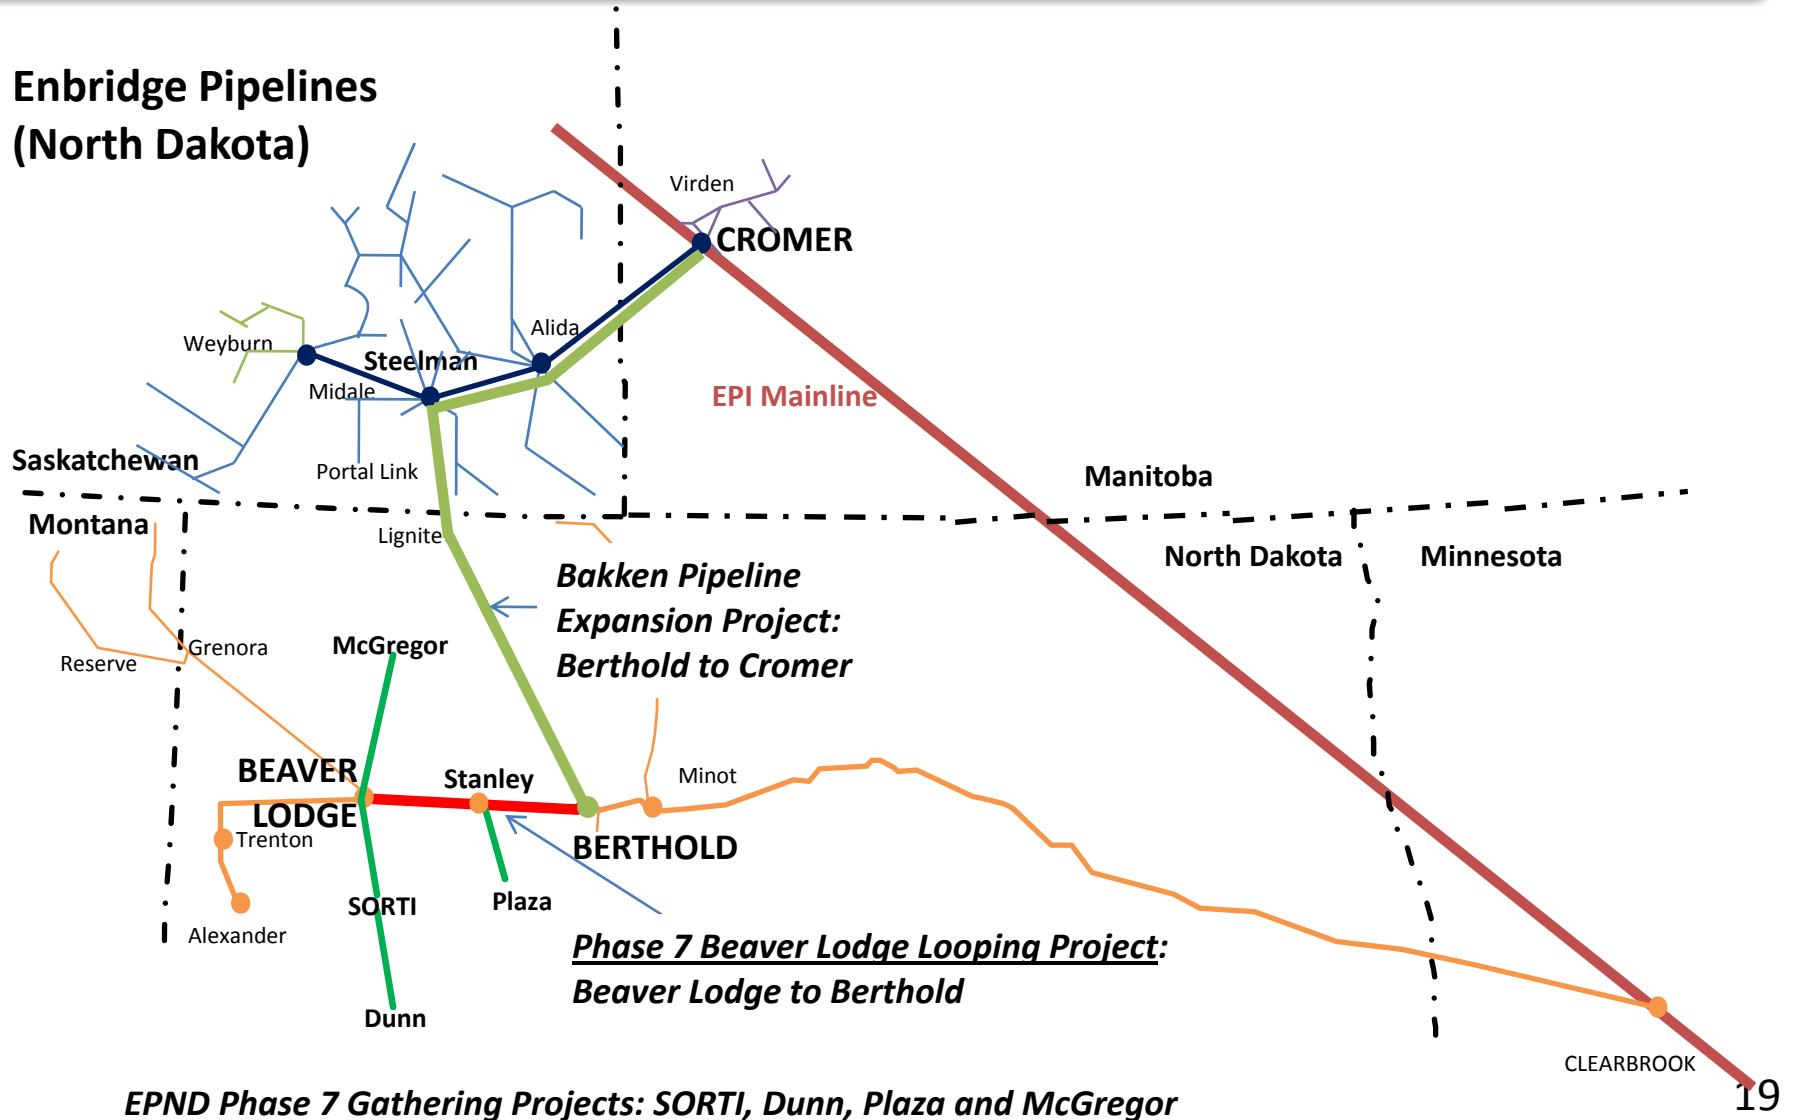 Enbridge Pipelines
(North Dakota)
Virden
CROMER
Alida
Weyburn
Steelman
Midale
EPI Mainline
Saskatchewan
Portal Link
Manitoba
Montana
Lignite
North Dakota
Minnesota
Bakken Pipeline
Expansion Project:
Berthold to Cromer
Grenora
McGregor
Reserve
BEAVER
LODGE
Stanley
Minot
Trenton
BERTHOLD
SORTI
Plaza
Alexander
Phase 7 Beaver Lodge Looping Project:
Beaver Lodge to Berthold
Dunn
CLEARBROOK
EPND Phase 7 Gathering Projects: SORTI, Dunn, Plaza and McGregor
19